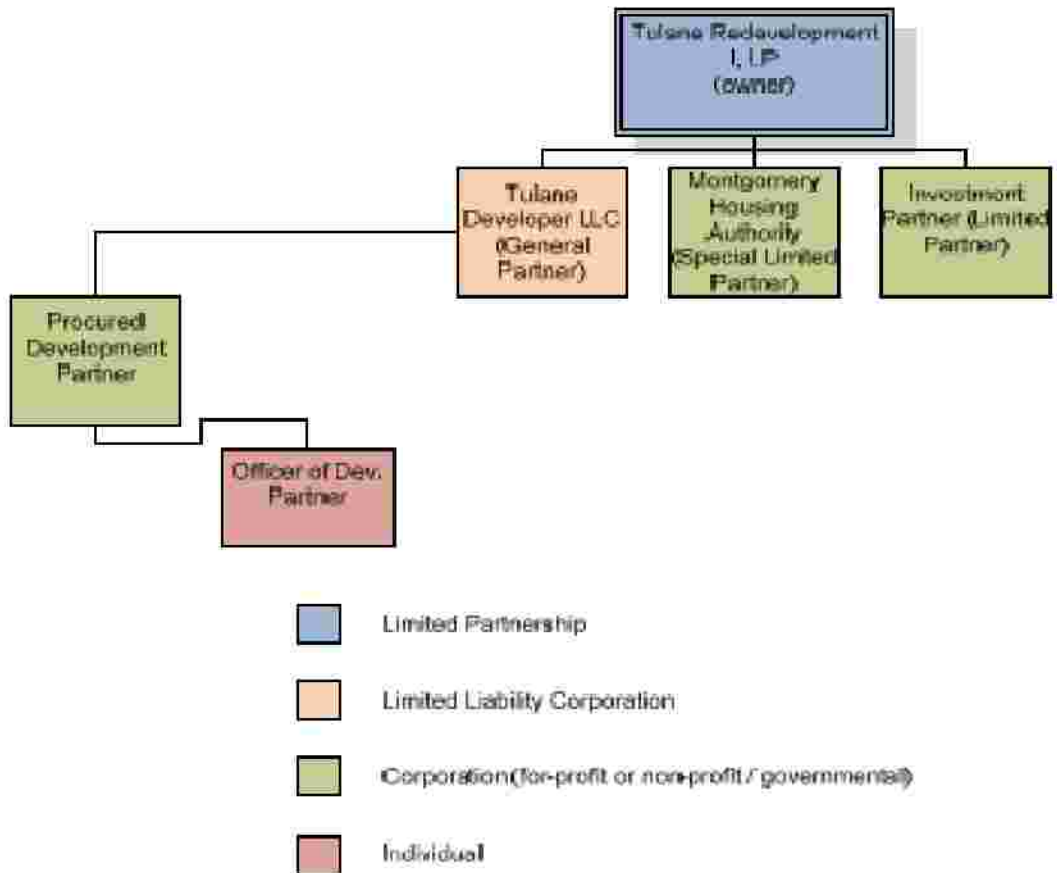 Tulane Redevelopment
I, LP
(owner)
Tulane
Developer LLC
(General
Partner)
Montgomery
Housing
Authority
(Special Limited
Partner)
Investment
Partner (Limited
Partner)
Procured
Development
Partner
Officer of Dev.
Partner
Limited Partnership
Limited Liability Corporation
Corporation(for-profit or non-profit / governmental)
Individual